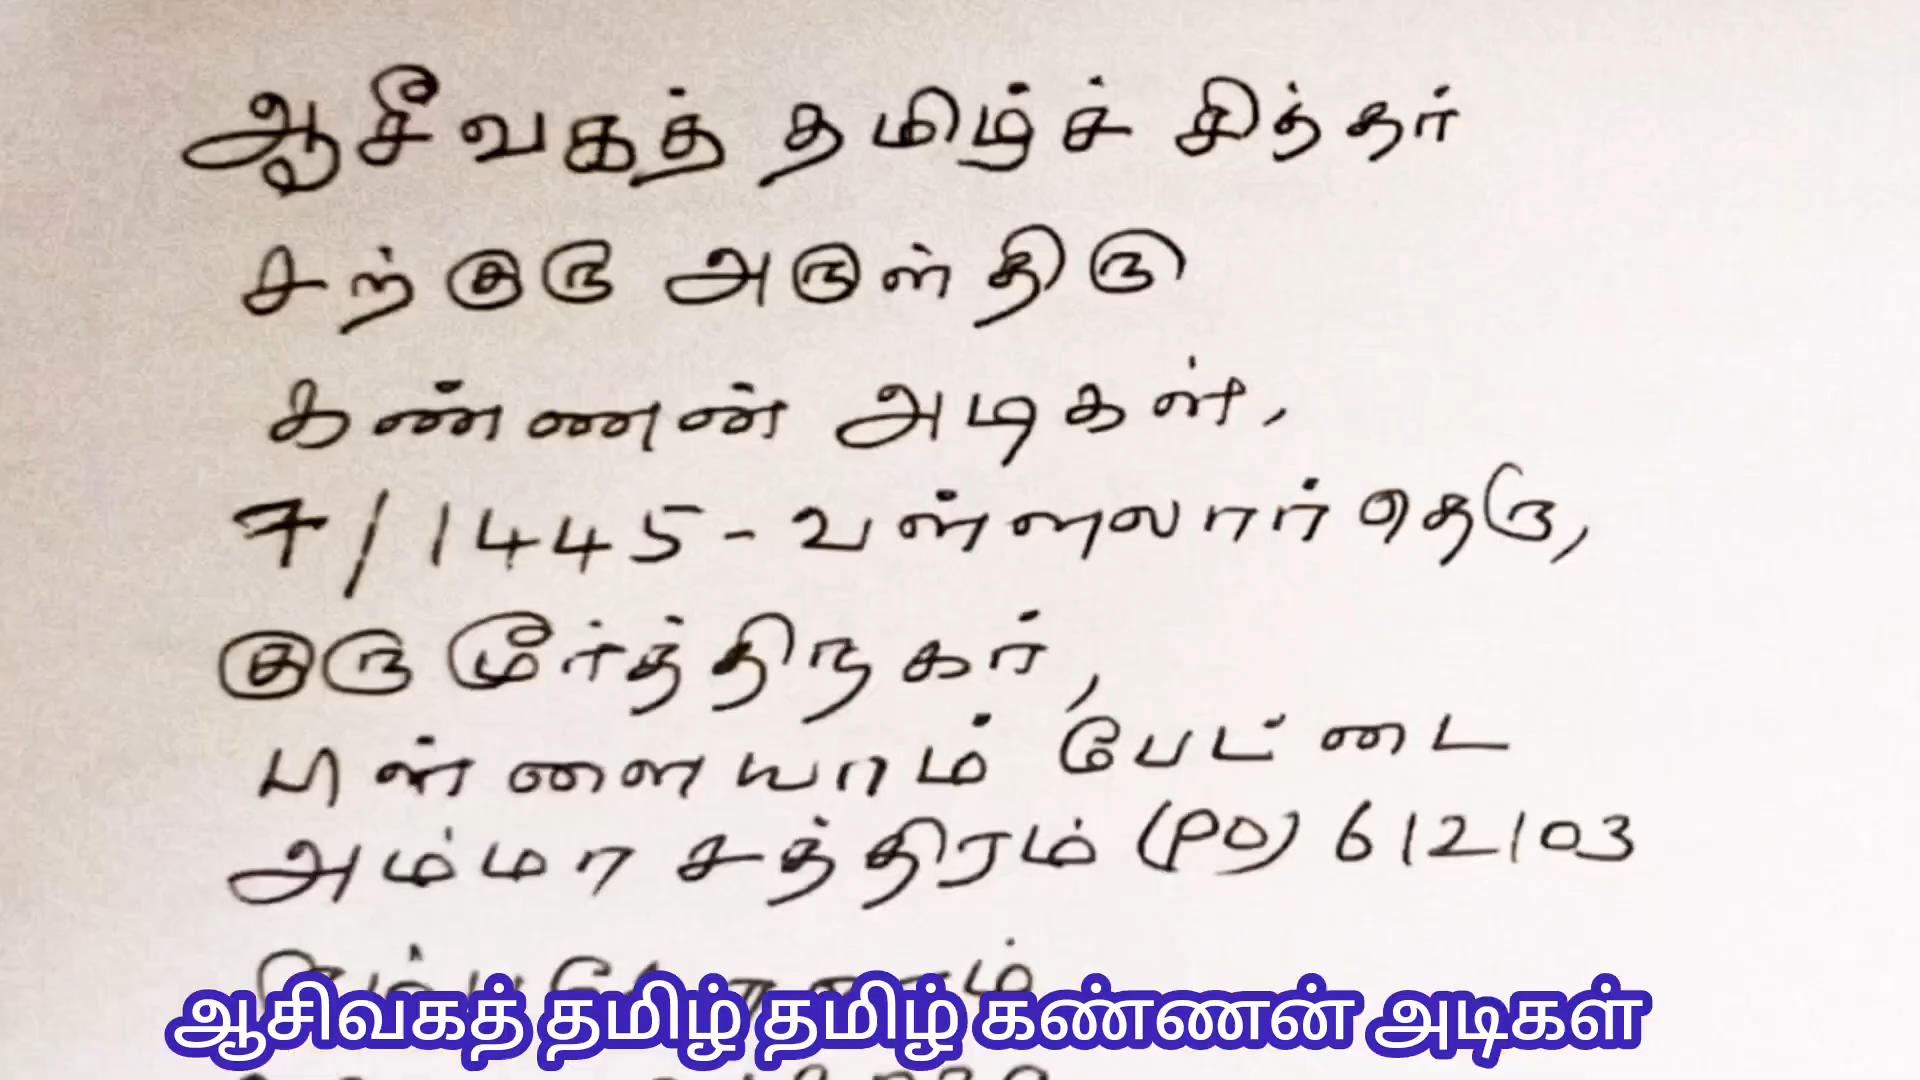 ஆசீவகத் தமிழ்ச் சித்தர்
சற்குரு அருள்திரு
கண்ணன் அடிகள்,
7/1445-வள்ளலார் தெரு,
குரு மூர்த்திநகர்,
பிள்ளையாம் பேட்டை
அம்மா சத்திரம் (PO) 612103
ஆசிவகத் தமிழ் தமிழ் கண்ணன் அடிகள்